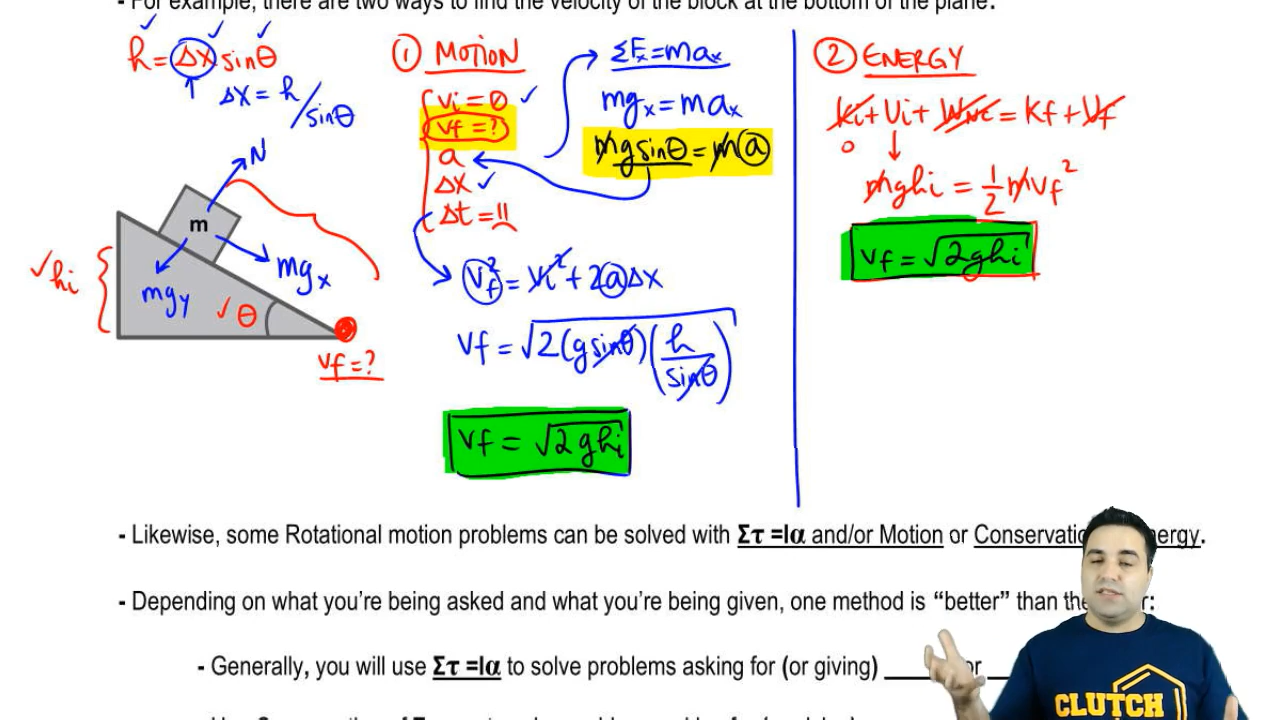 - For example, there are two ways to find the velocity of the block at the bottom of the plane:
h = Δx sinθ
Δx = h/sinθ
N
m
mgx
mgy
hi
θ
vf = ?
① MOTION
vi = 0
vf = ?
a
Δx
Δt = !!
ΣFx = max
mgx = max
mg sinθ = m a
vf² = vi² + 2aΔx
vf = √2(g sinθ)(h/sinθ)
vf = √2ghi
② ENERGY
Ki + Ui + WNC = Kf + Uf
0
mghi = 1/2 mvf²
vf = √2ghi
- Likewise, some Rotational motion problems can be solved with Στ =Iα and/or Motion or
- Depending on what you're being asked and what you're being given, one method is "better" than
- Generally, you will use Στ =Iα to solve problems asking for (or giving) ____ or
CLUTCH